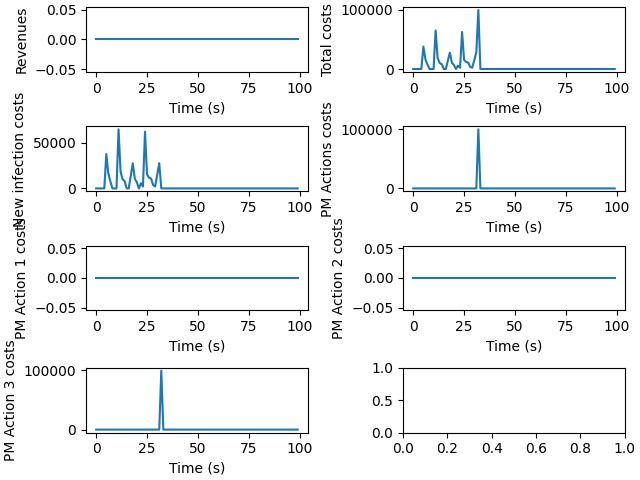 Revenues
0.05
0.00
−0.05
0 25 50 75 100
Time (s)
Total costs
100000
0
0 25 50 75 100
Time (s)
New infection costs
50000
0
0 25 50 75 100
Time (s)
PM Actions costs
100000
0
0 25 50 75 100
Time (s)
PM Action 1 costs
0.05
0.00
−0.05
0 25 50 75 100
Time (s)
PM Action 2 costs
0.05
0.00
−0.05
0 25 50 75 100
Time (s)
PM Action 3 costs
100000
0
0 25 50 75 100
Time (s)
1.0
0.5
0.0
0.0 0.2 0.4 0.6 0.8 1.0